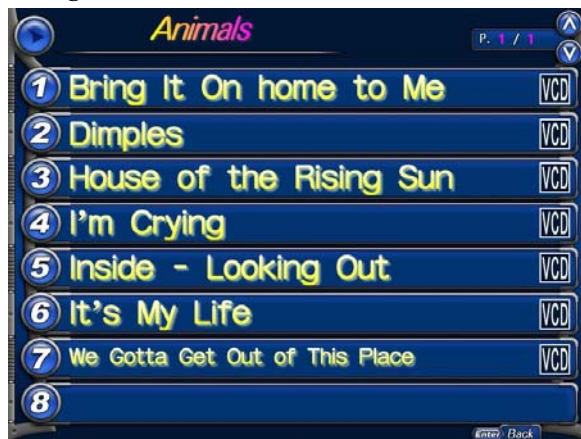 Animals
P. 1 / 1
1 Bring It On home to Me VCD
2 Dimples VCD
3 House of the Rising Sun VCD
4 I'm Crying VCD
5 Inside - Looking Out VCD
6 It's My Life VCD
7 We Gotta Get Out of This Place VCD
8
Enter Back